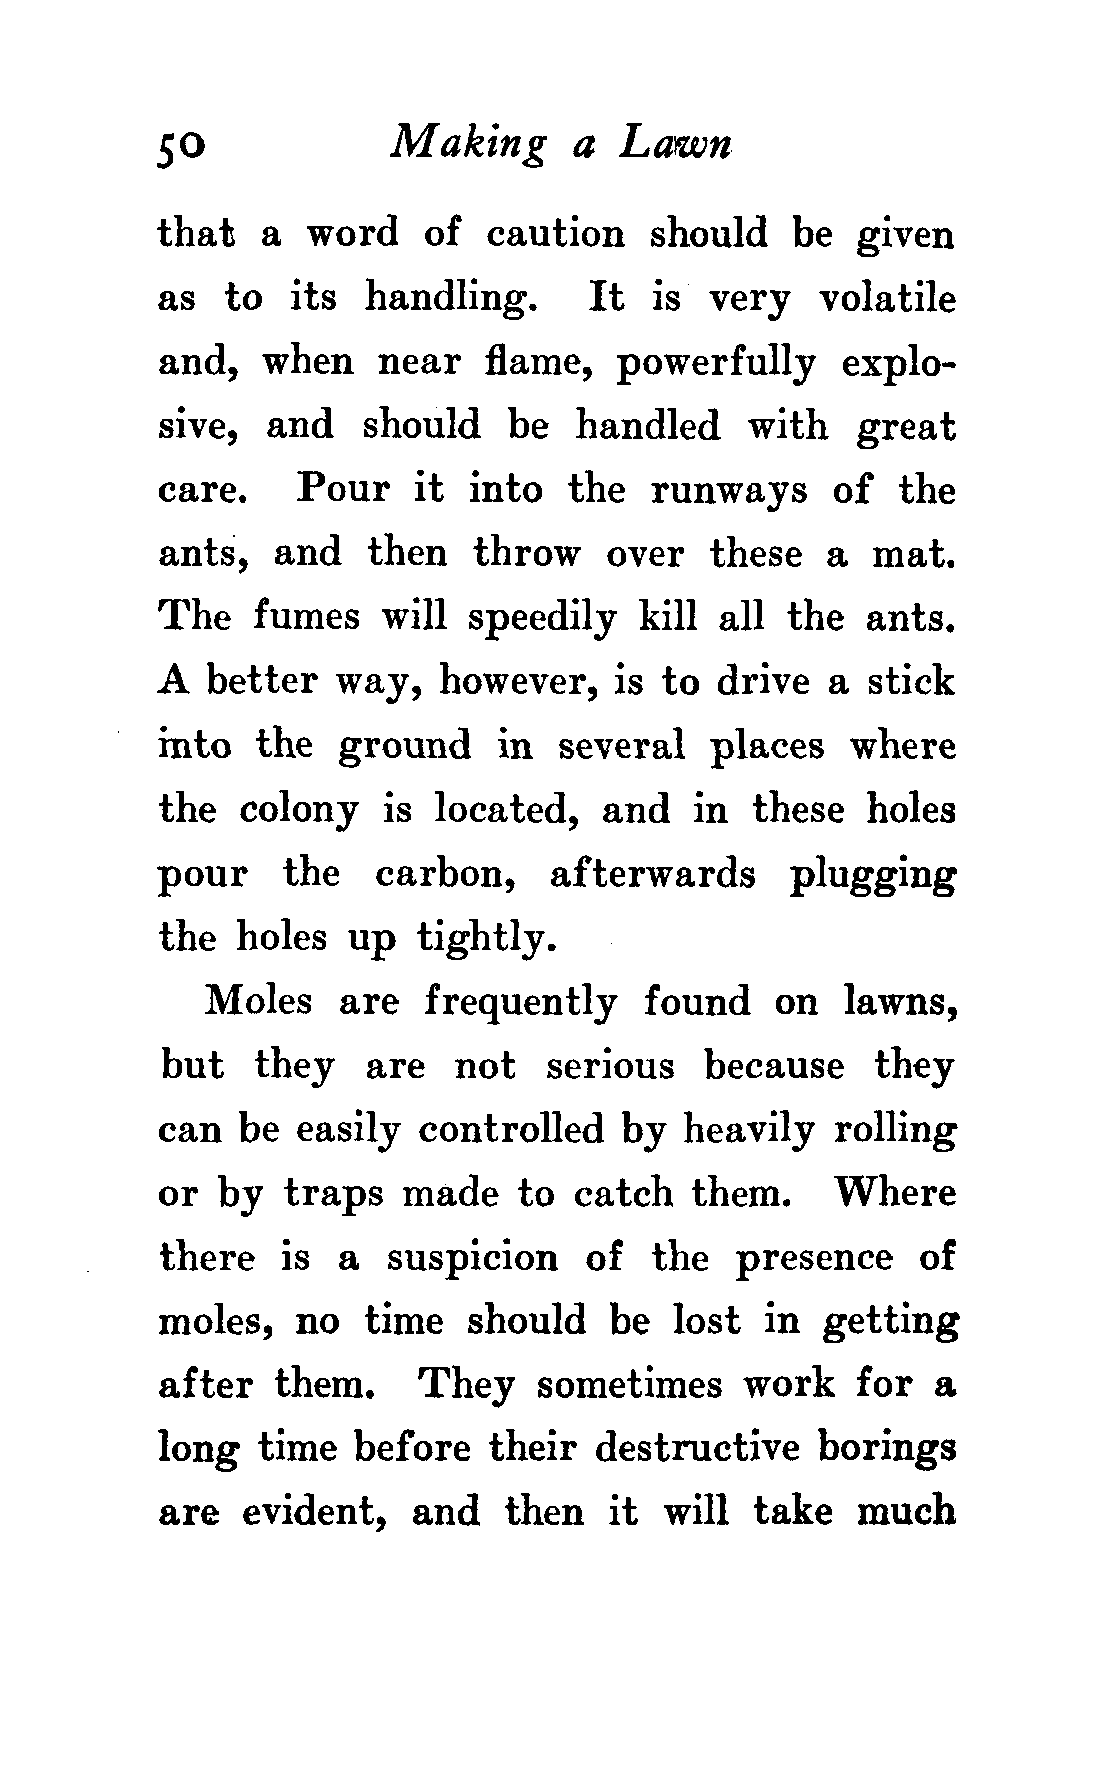 50 Making a Lawn
that a word of caution should be given
as to its handling. It is very volatile
and, when near flame, powerfully explo-
sive, and should be handled with great
care. Pour it into the runways of the
ants, and then throw over these a mat.
The fumes will speedily kill all the ants.
A better way, however, is to drive a stick
into the ground in several places where
the colony is located, and in these holes
pour the carbon, afterwards plugging
the holes up tightly.
Moles are frequently found on lawns,
but they are not serious because they
can be easily controlled by heavily rolling
or by traps made to catch them. Where
there is a suspicion of the presence of
moles, no time should be lost in getting
after them. They sometimes work for a
long time before their destructive borings
are evident, and then it will take much